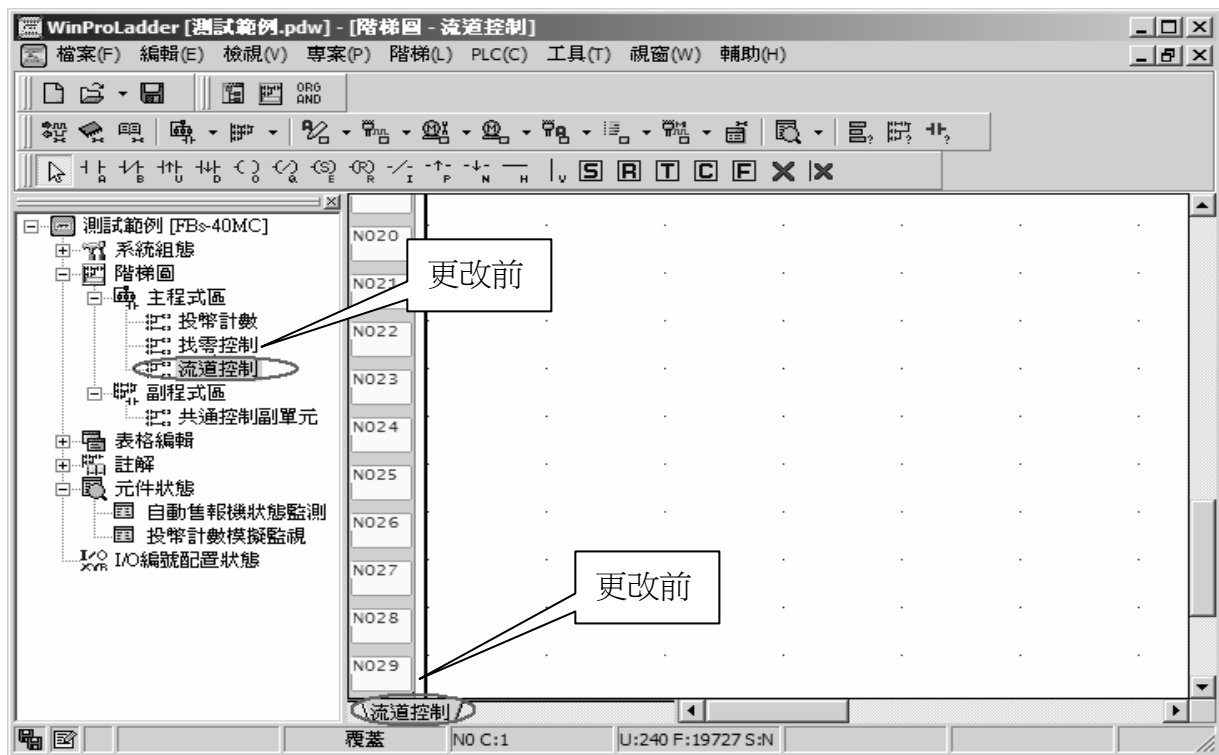 WinProLadder [測試範例.pdw] - [階梯圖 - 流道控制]
檔案(F) 編輯(E) 檢視(V) 專案(P) 階梯(L) PLC(C) 工具(T) 視窗(W) 輔助(H)
ORG
AND
A B U D O Q E R I P N H V S R T C F
測試範例 [FBs-40MC]
系統組態
階梯圖
主程式區
投幣計數
找零控制
流道控制
副程式區
共通控制副單元
表格編輯
註解
元件狀態
自動售報機狀態監測
投幣計數模擬監視
I/O編號配置狀態
更改前
N020
N021
N022
N023
N024
N025
N026
N027
N028
N029
更改前
流道控制
覆蓋 N0 C:1 U:240 F:19727 S:N